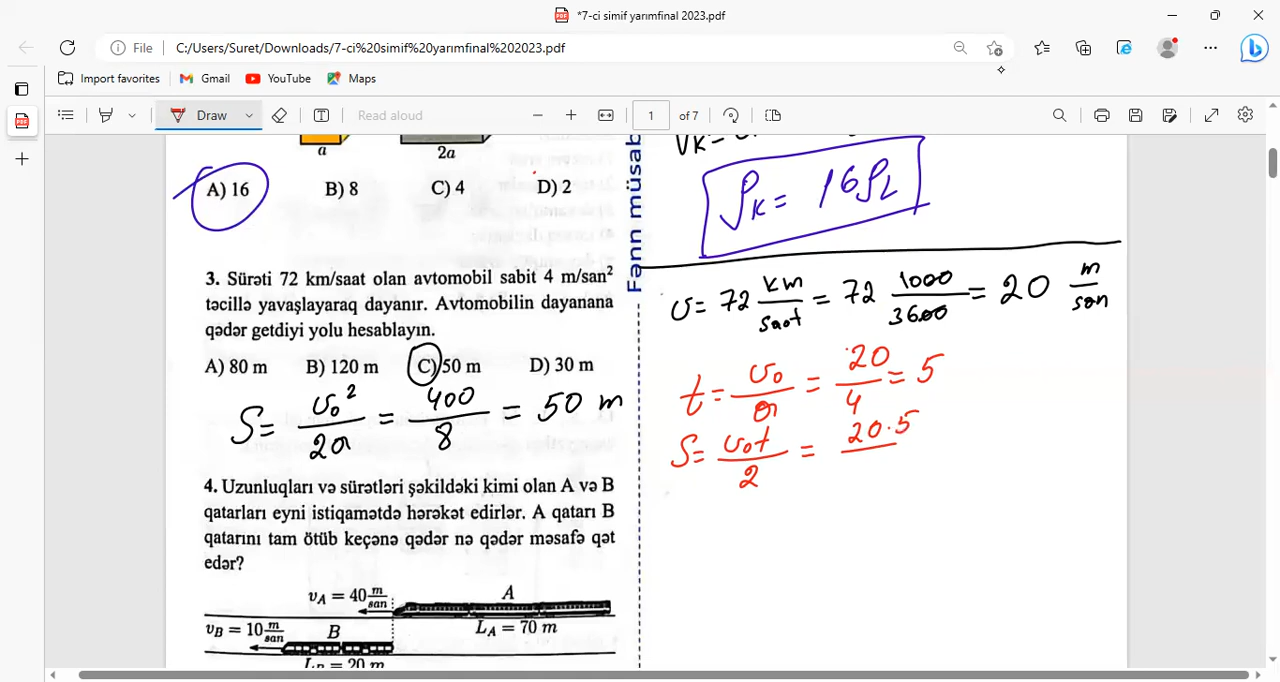 *7-ci simif yarımfinal 2023.pdf
File C:/Users/Suret/Downloads/7-ci%20simif%20yarımfinal%202023.pdf
Import favorites Gmail YouTube Maps
Draw Read aloud 1 of 7
a 2a
A) 16 B) 8 C) 4 D) 2
Fənn müsab
ρK = 16ρL
3. Sürəti 72 km/saat olan avtomobil sabit 4 m/san²
təcillə yavaşlayaraq dayanır. Avtomobilin dayanana
qədər getdiyi yolu hesablayın.
A) 80 m B) 120 m C) 50 m D) 30 m
S = υ₀²/2a = 400/8 = 50 m
4. Uzunluqları və sürətləri şəkildəki kimi olan A və B
qatarları eyni istiqamətdə hərəkət edirlər. A qatarı B
qatarını tam ötüb keçənə qədər nə qədər məsafə qət
edər?
υA = 40 m/san A
LA = 70 m
υB = 10 m/san B
LB = 20 m
υ = 72 km/saat = 72 1000/3600 = 20 m/san
t = υ₀/a = 20/4 = 5
S = υ₀t/2 = 20·5